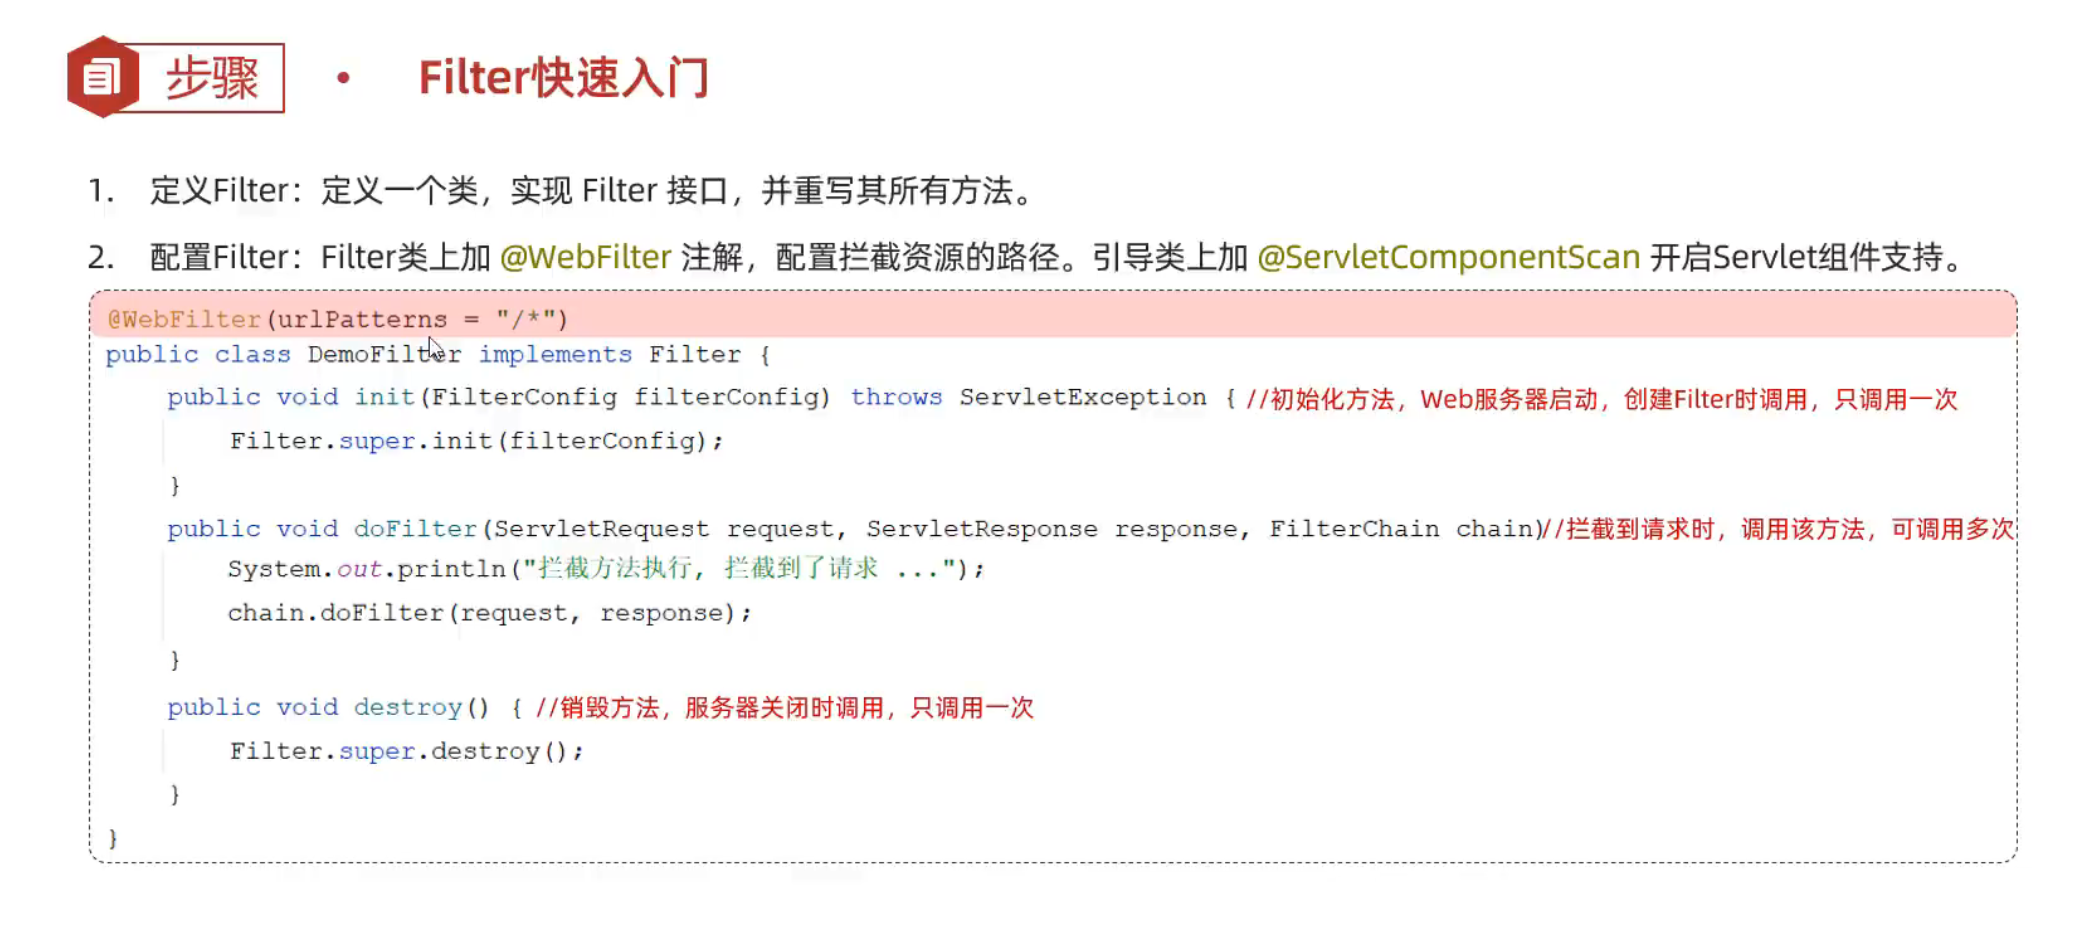 步骤 • Filter快速入门
1. 定义Filter：定义一个类，实现 Filter 接口，并重写其所有方法。
2. 配置Filter：Filter类上加 @WebFilter 注解，配置拦截资源的路径。引导类上加 @ServletComponentScan 开启Servlet组件支持。
@WebFilter(urlPatterns = "/*")
public class DemoFilter implements Filter {
public void init(FilterConfig filterConfig) throws ServletException { //初始化方法，Web服务器启动，创建Filter时调用，只调用一次
Filter.super.init(filterConfig);
}
public void doFilter(ServletRequest request, ServletResponse response, FilterChain chain)//拦截到请求时，调用该方法，可调用多次
System.out.println("拦截方法执行, 拦截到了请求 ...");
chain.doFilter(request, response);
}
public void destroy() { //销毁方法，服务器关闭时调用，只调用一次
Filter.super.destroy();
}
}